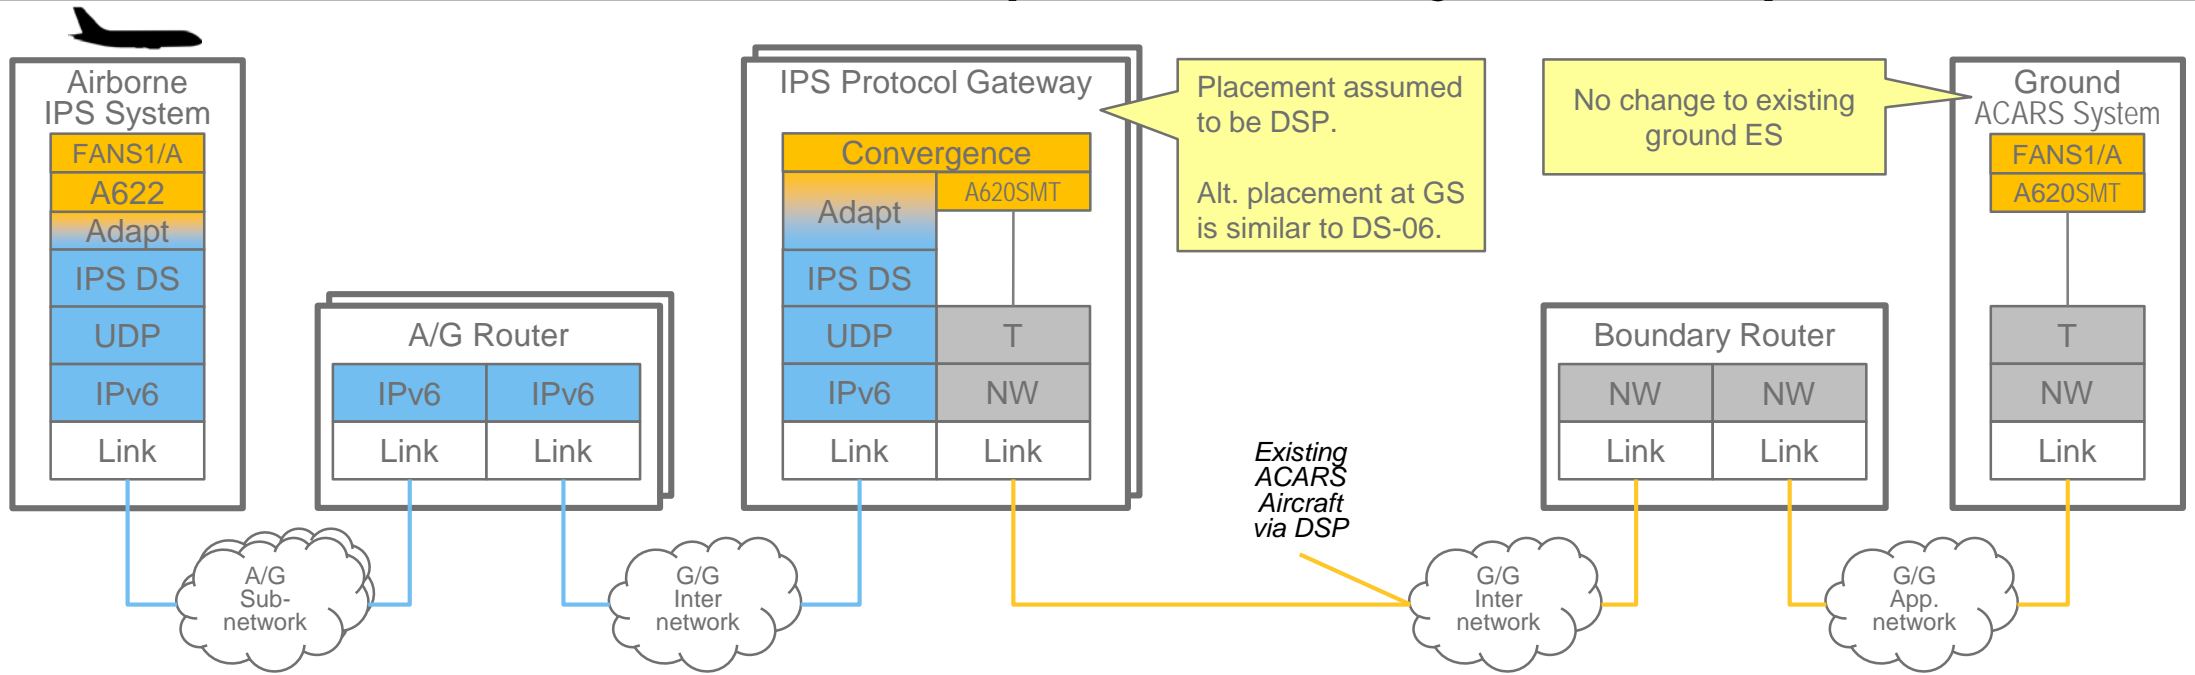 Airborne
IPS System
FANS1/A
A622
Adapt
IPS DS
UDP
IPv6
Link
A/G
Sub-
network
A/G Router
IPv6 IPv6
Link Link
G/G
Inter
network
IPS Protocol Gateway
Convergence
Adapt A620SMT
IPS DS
UDP T
IPv6 NW
Link Link
Placement assumed
to be DSP.
Alt. placement at GS
is similar to DS-06.
Existing
ACARS
Aircraft
via DSP
G/G
Inter
network
No change to existing
ground ES
Boundary Router
NW NW
Link Link
G/G
App.
network
Ground
ACARS System
FANS1/A
A620SMT
T
NW
Link